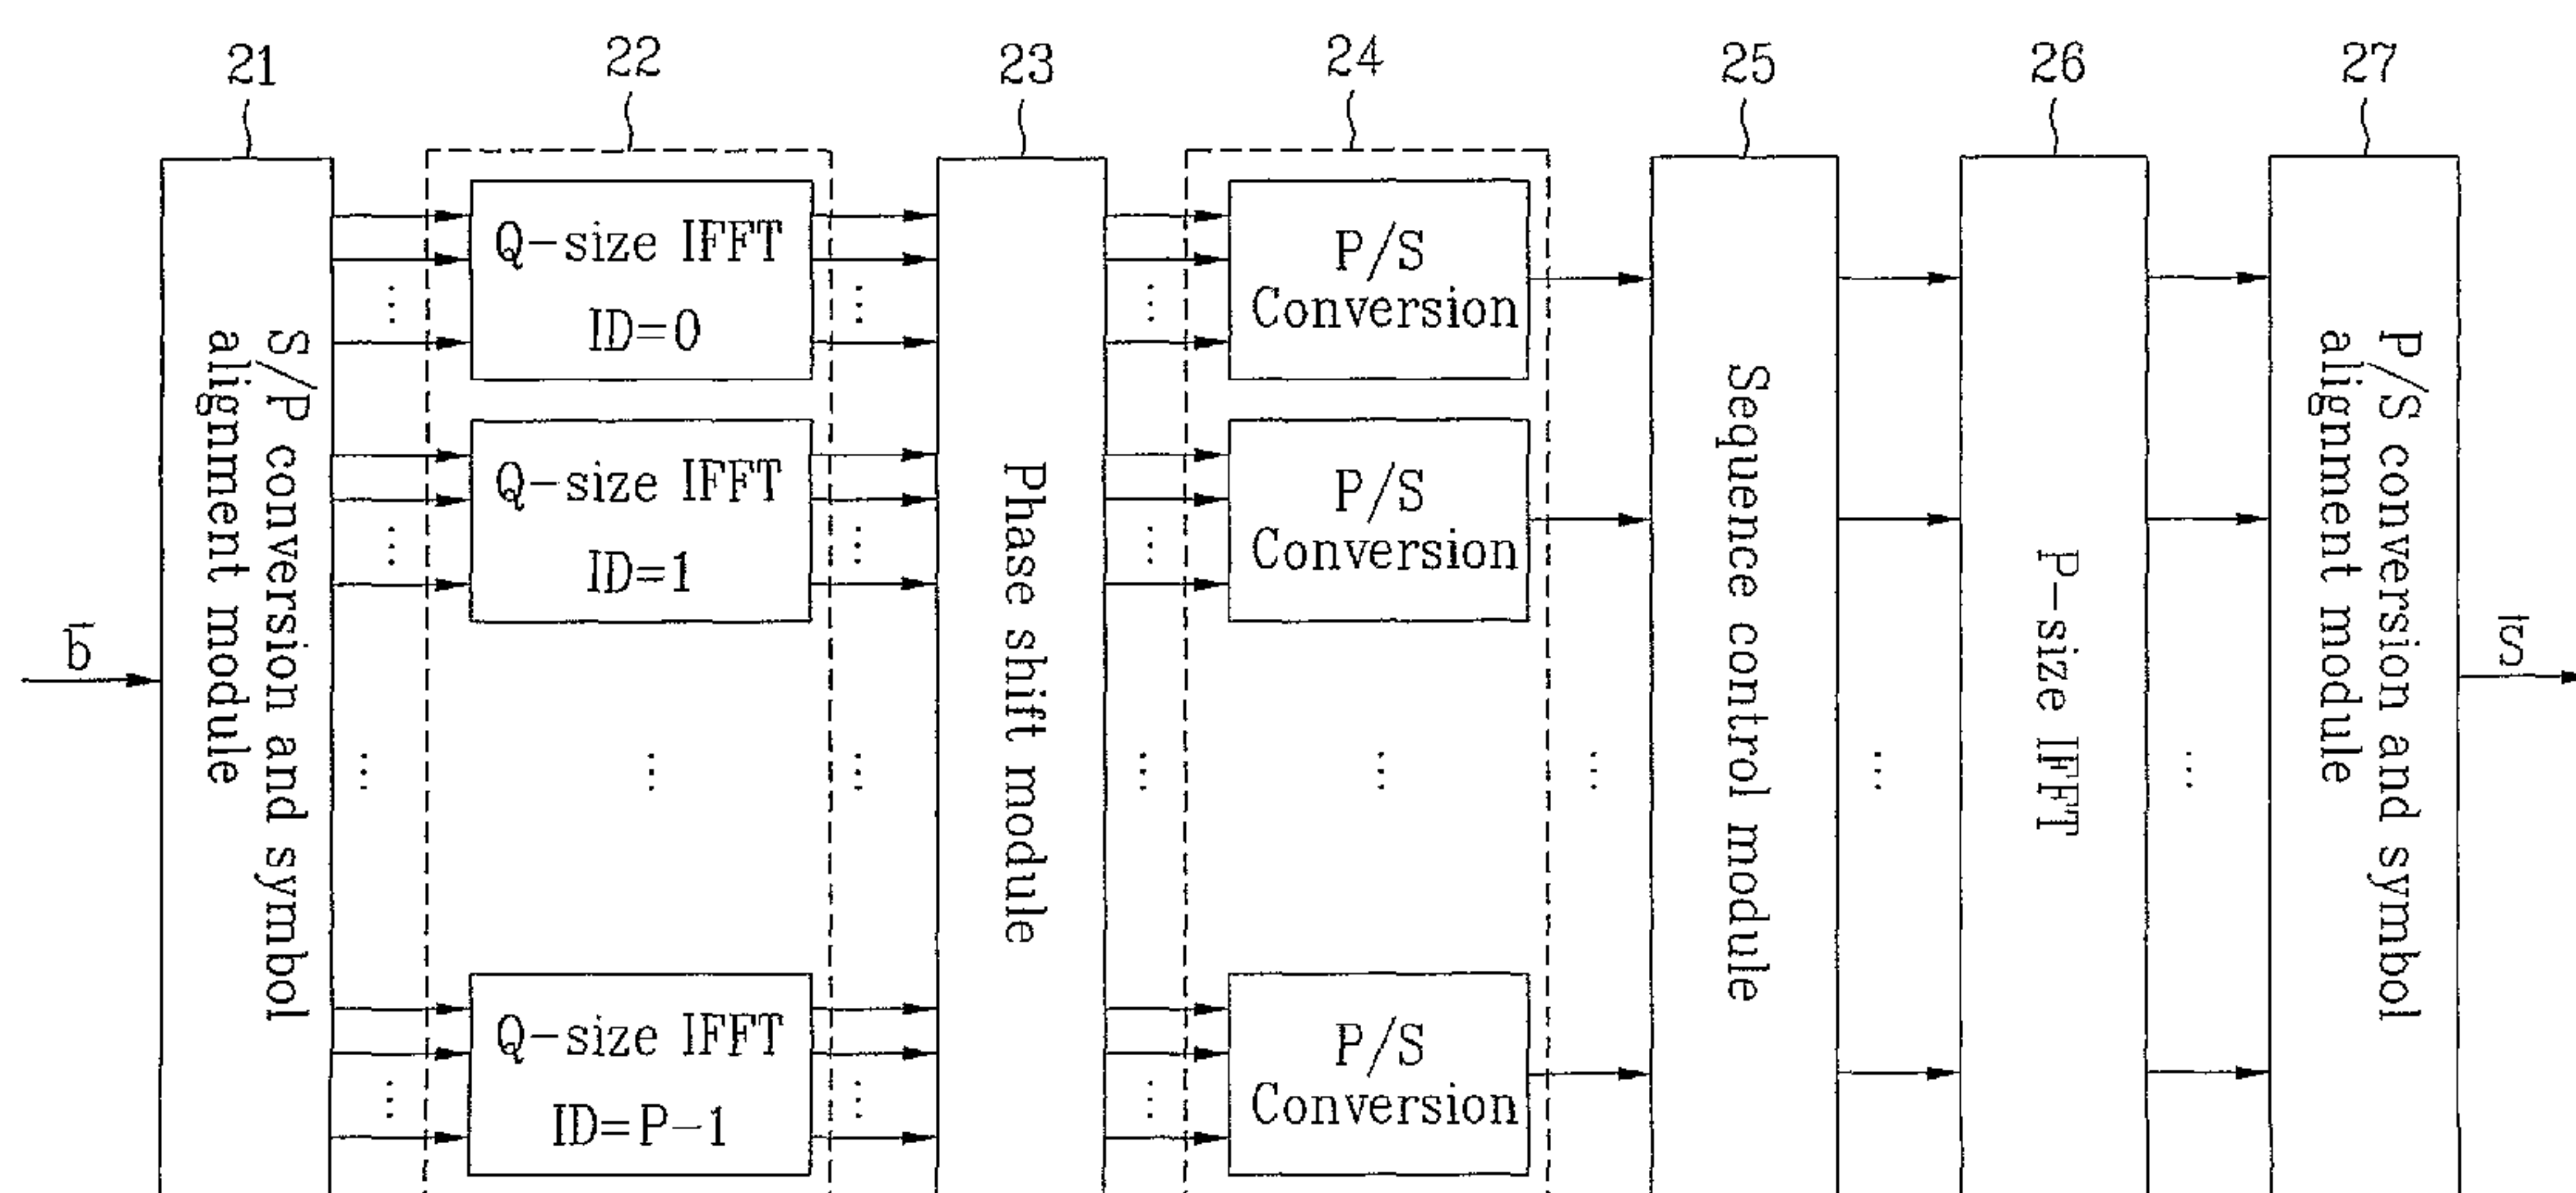 21 22 23 24 25 26 27
b̄
S/P conversion and symbol
alignment module
Q-size IFFT
ID=0
Q-size IFFT
ID=1
Q-size IFFT
ID=P-1
Phase shift module
P/S
Conversion
P/S
Conversion
P/S
Conversion
Sequence control module
P-size IFFT
P/S conversion and symbol
alignment module
S̄